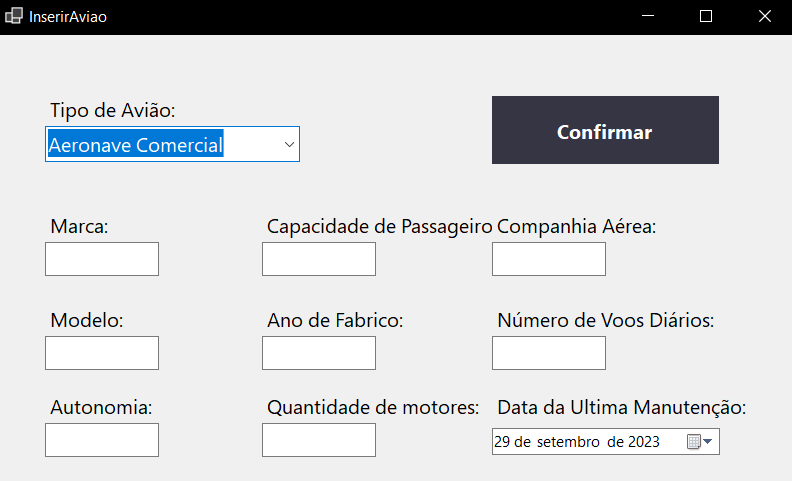 InserirAviao
Tipo de Avião:
Aeronave Comercial
Confirmar
Marca:
Capacidade de Passageiro
Companhia Aérea:
Modelo:
Ano de Fabrico:
Número de Voos Diários:
Autonomia:
Quantidade de motores:
Data da Ultima Manutenção:
29 de setembro de 2023